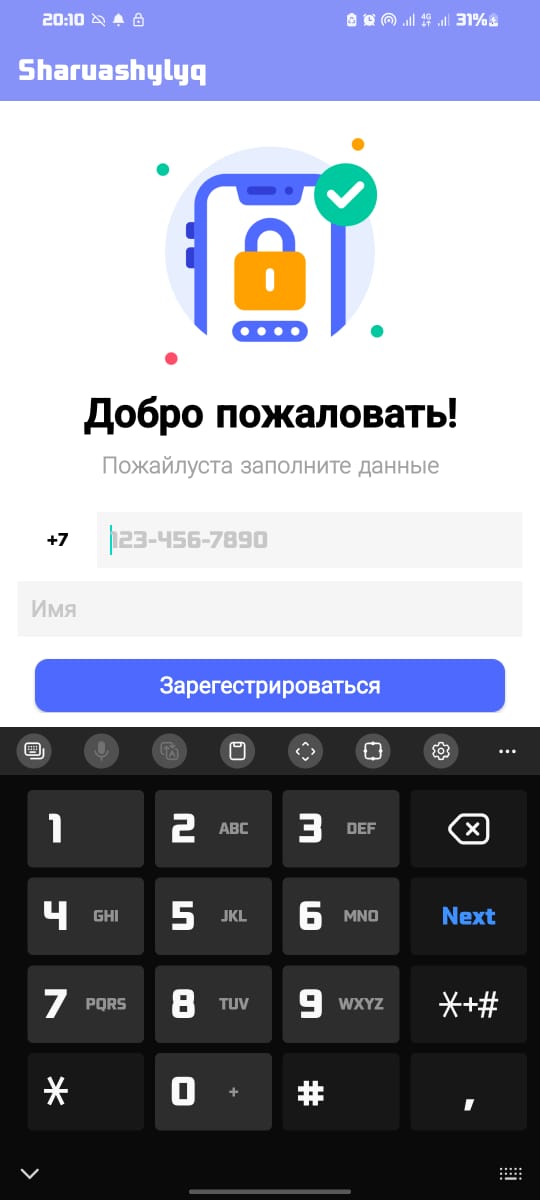 20:10 4G 31%
Sharuashylyq
Добро пожаловать!
Пожайлуста заполните данные
+7 123-456-7890
Имя
Зарегестрироваться
1 2 ABC 3 DEF
4 GHI 5 JKL 6 MNO Next
7 PQRS 8 TUV 9 WXYZ *+#
* 0 + # ,